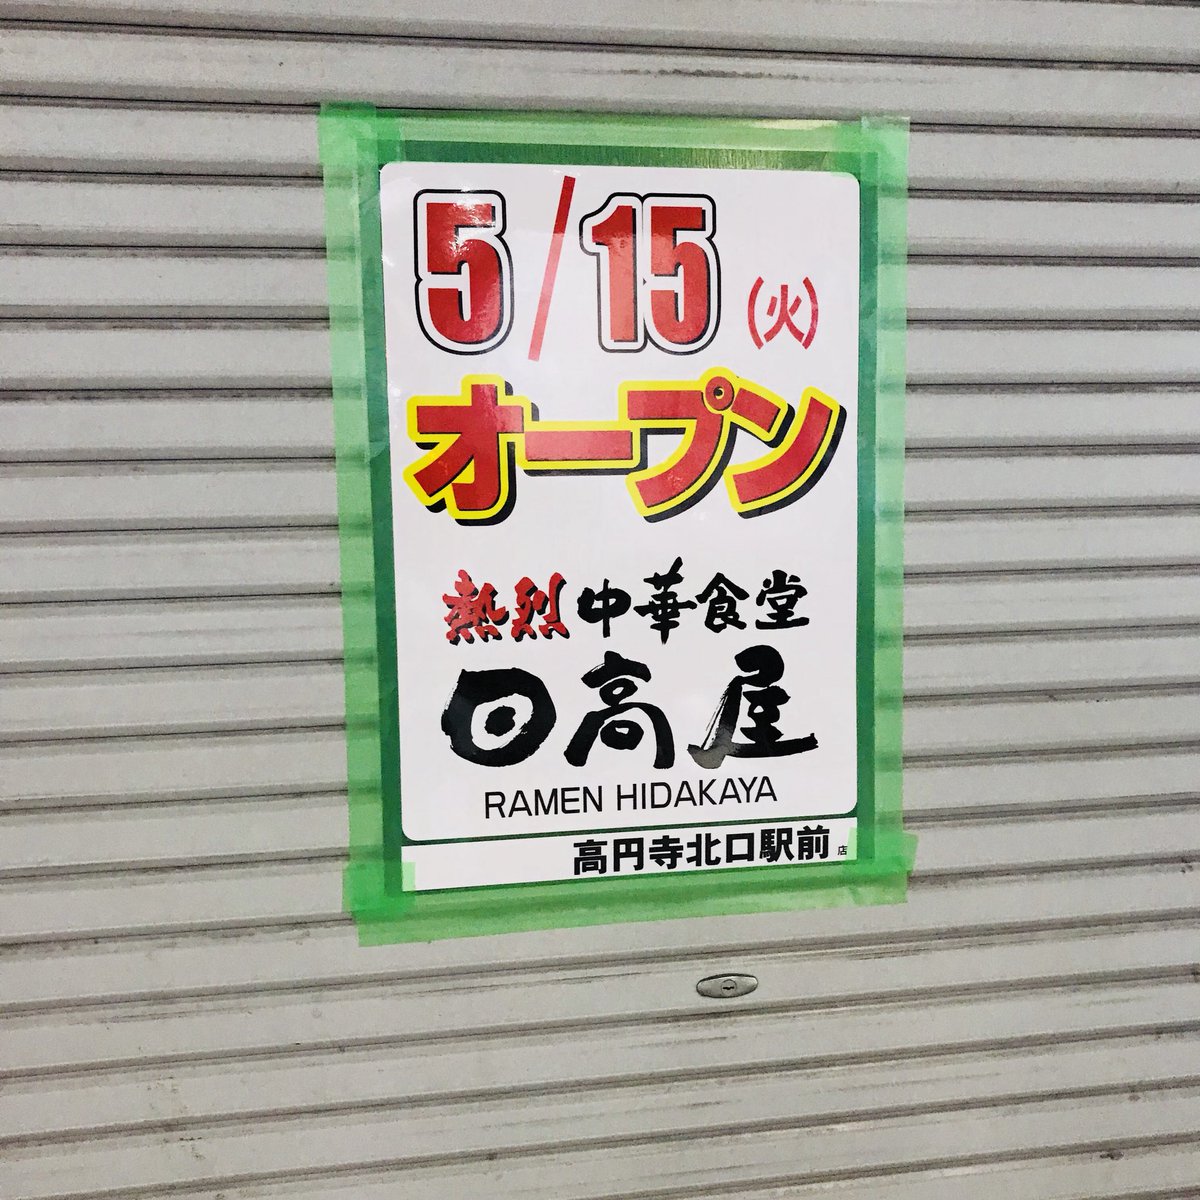 5/15(火)
オープン
熱烈中華食堂
日高屋
RAMEN HIDAKAYA
高円寺北口駅前店